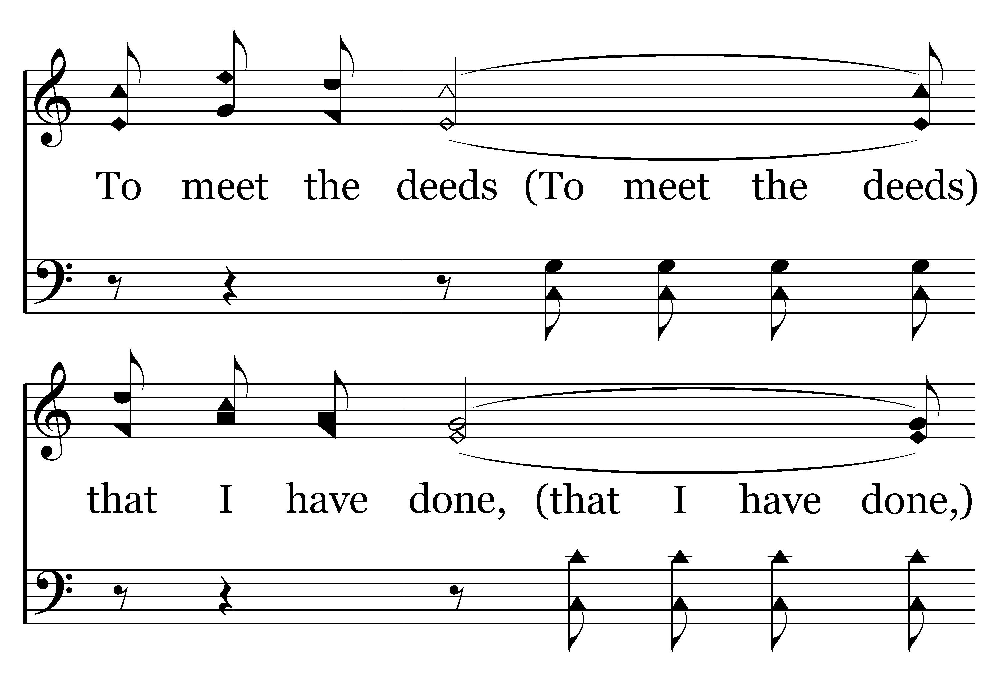 To meet the deeds (To meet the deeds)
that I have done, (that I have done,)